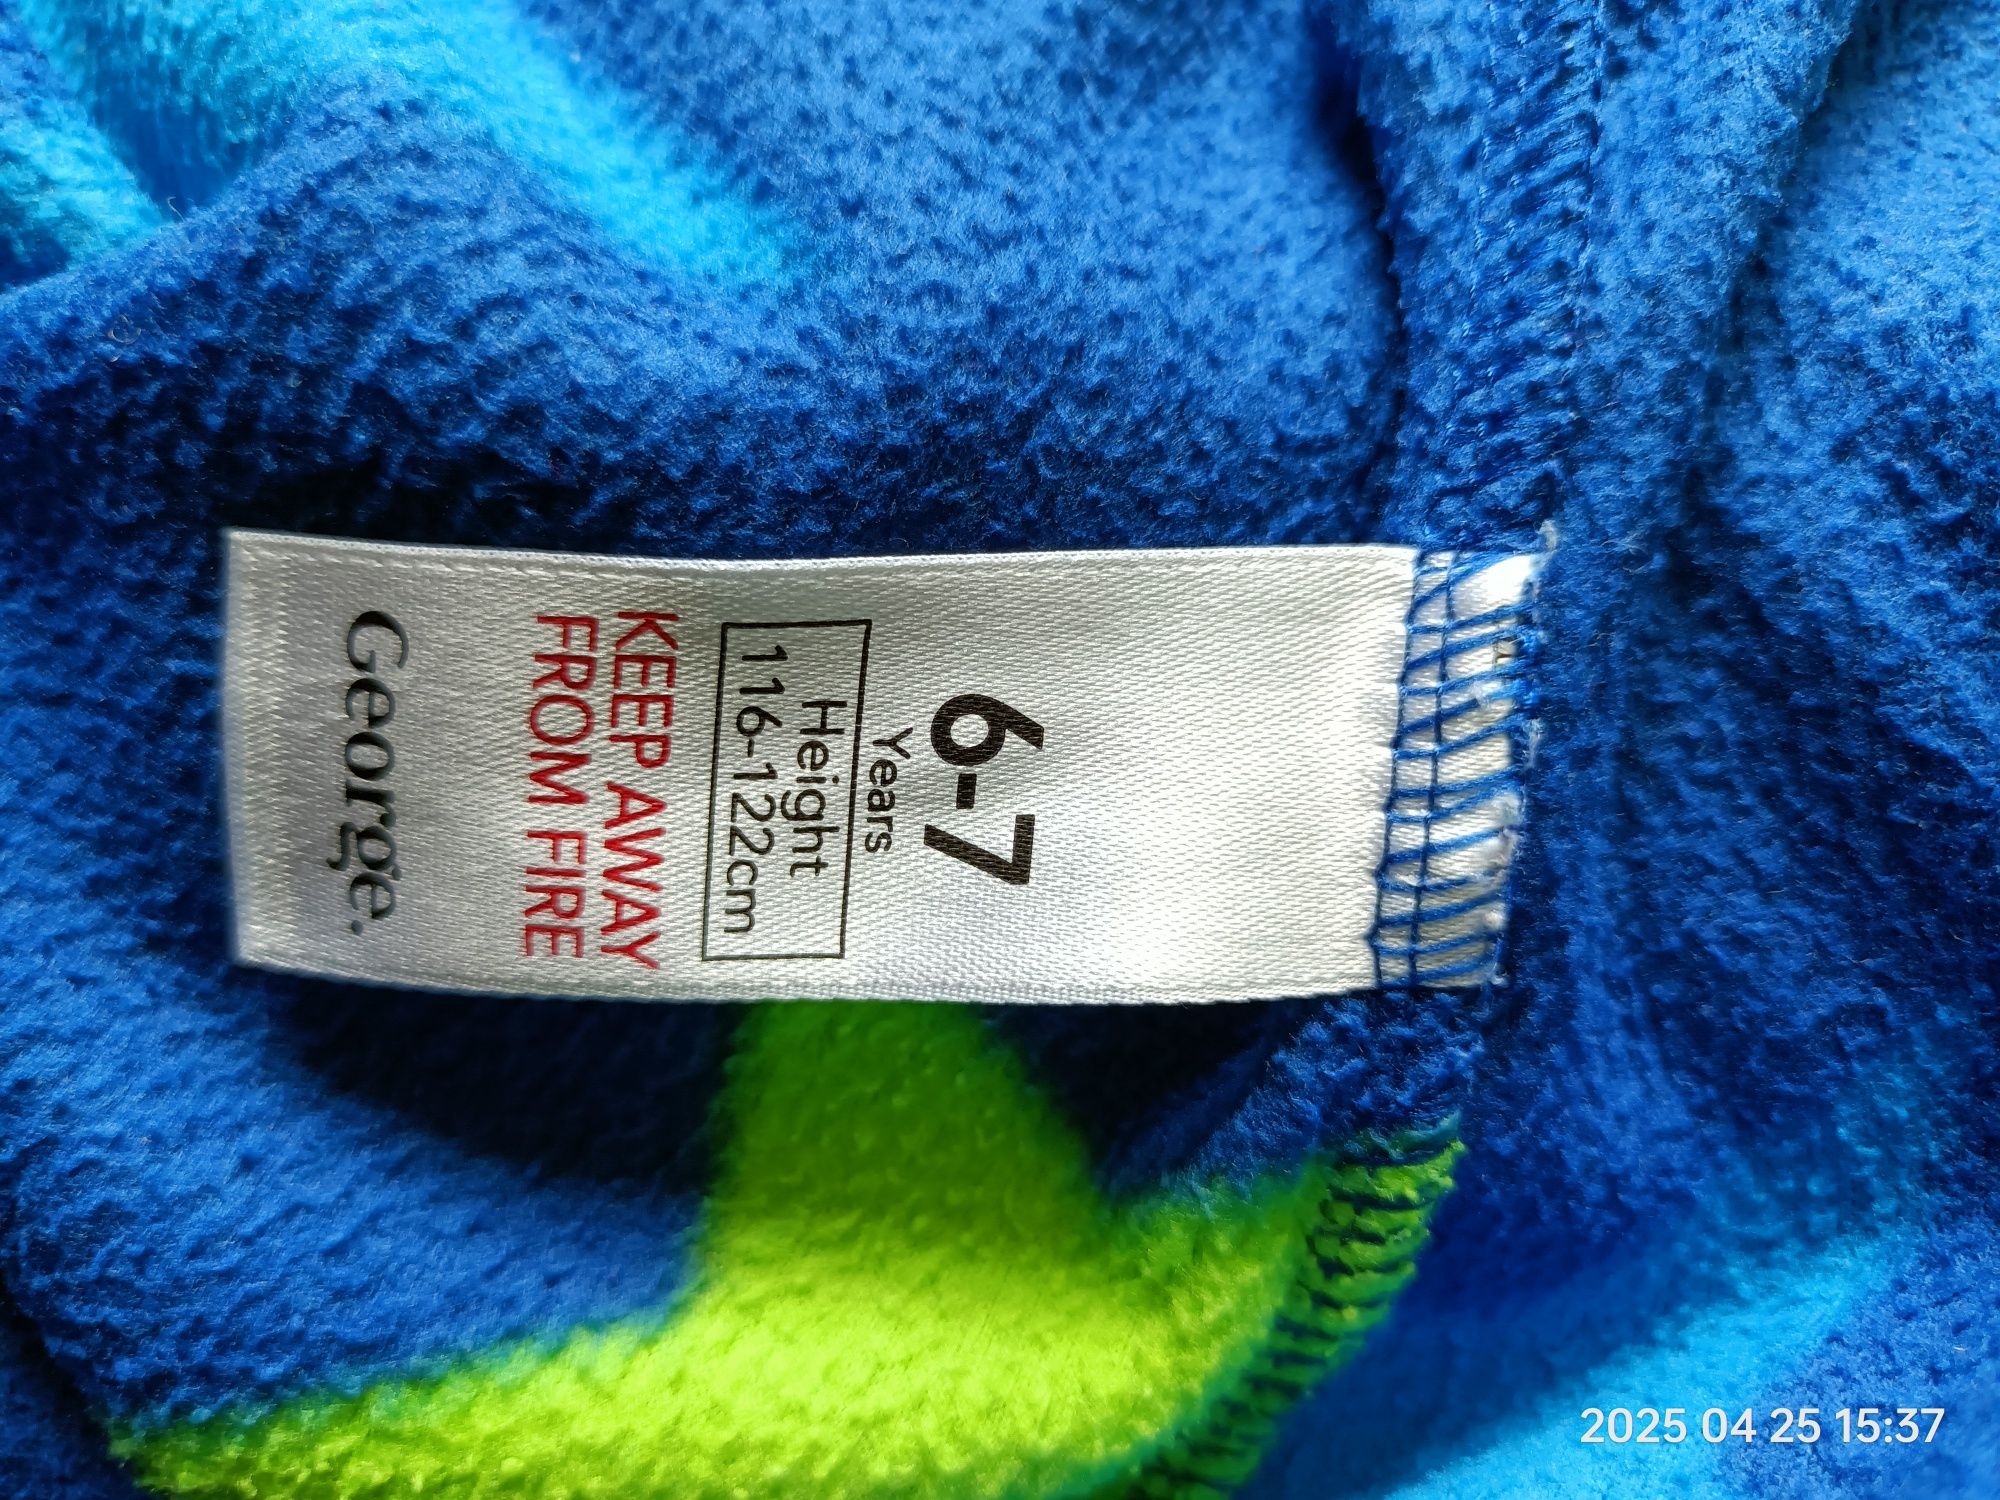 6-7
Years
Height
116-122cm
KEEP AWAY
FROM FIRE
George.
2025 04 25 15:37